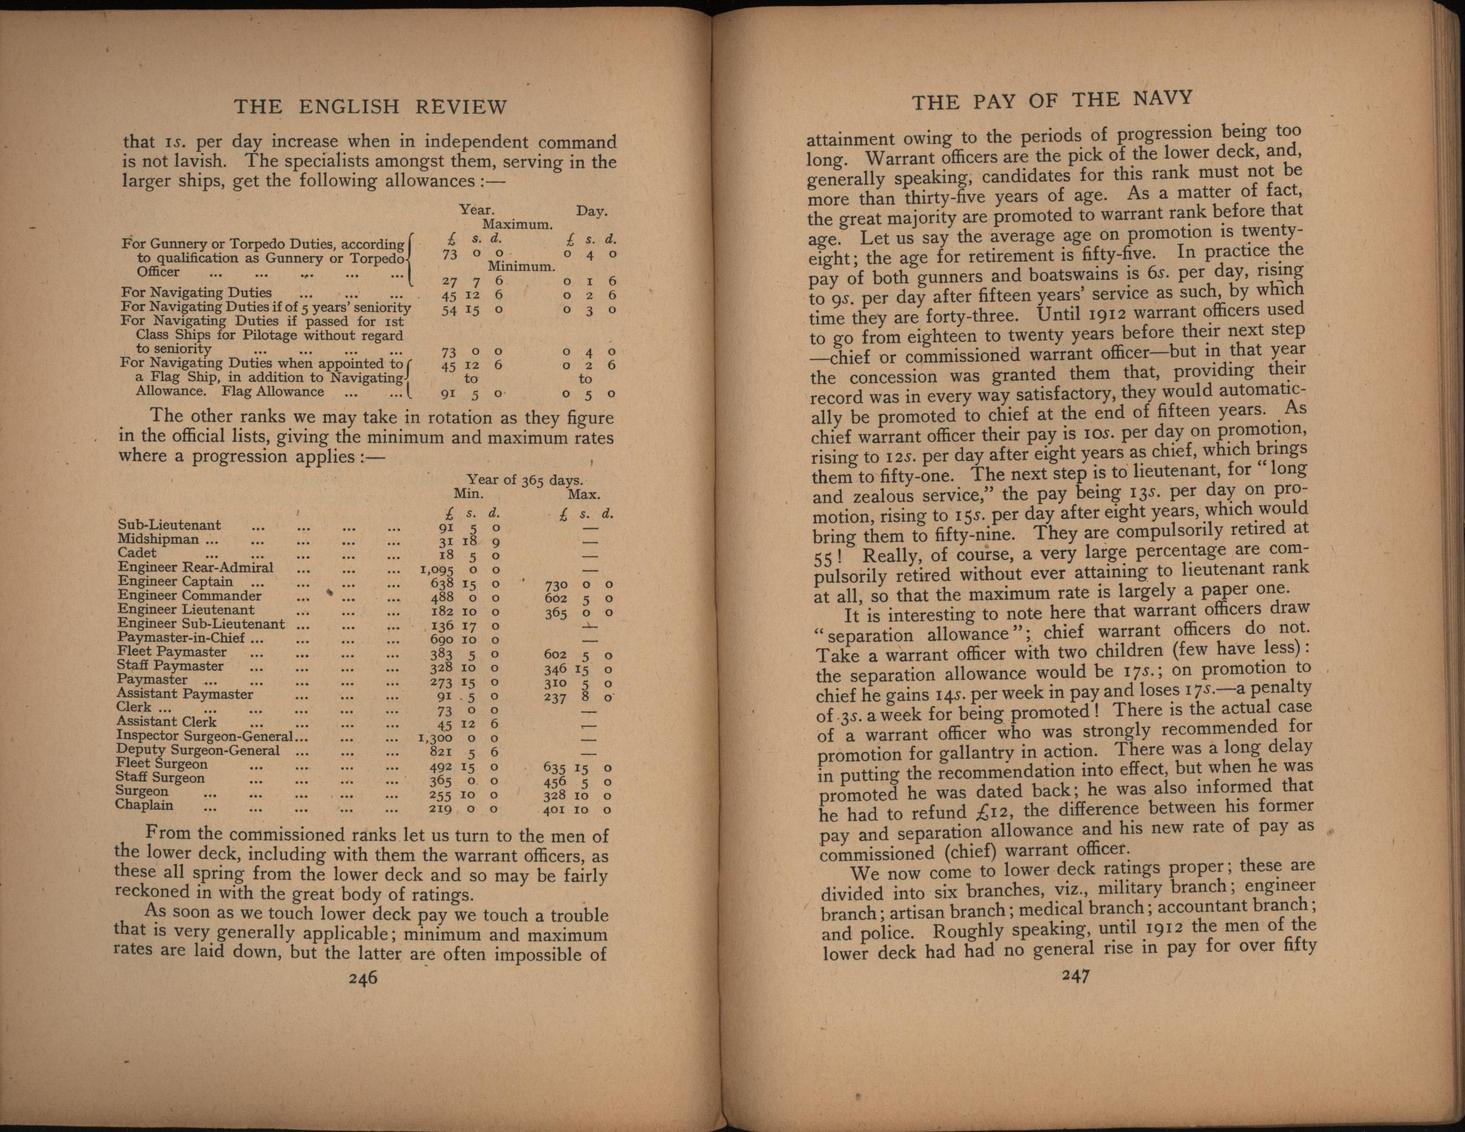 THE ENGLISH REVIEW
that 1s. per day increase when in independent command
is not lavish. The specialists amongst them, serving in the
larger ships, get the following allowances :—
Year. Day.
Maximum.
£ s. d. £ s. d.
For Gunnery or Torpedo Duties, according
to qualification as Gunnery or Torpedo 73 0 0 0 4 0
Officer ... ... ... ... ... Minimum.
27 7 6 0 1 6
For Navigating Duties ... ... ... 45 12 6 0 2 6
For Navigating Duties if of 5 years' seniority 54 15 0 0 3 0
For Navigating Duties if passed for 1st
Class Ships for Pilotage without regard
to seniority ... ... ... ... 73 0 0 0 4 0
For Navigating Duties when appointed to 45 12 6 0 2 6
a Flag Ship, in addition to Navigating to to
Allowance. Flag Allowance ... ... 91 5 0 0 5 0
The other ranks we may take in rotation as they figure
in the official lists, giving the minimum and maximum rates
where a progression applies :—
Year of 365 days.
Min. Max.
£ s. d. £ s. d.
Sub-Lieutenant ... ... ... ... 91 5 0 —
Midshipman ... ... ... ... ... 31 18 9 —
Cadet ... ... ... ... ... 18 5 0 —
Engineer Rear-Admiral ... ... ... 1,095 0 0 —
Engineer Captain ... ... ... ... 638 15 0 730 0 0
Engineer Commander ... ... ... 488 0 0 602 5 0
Engineer Lieutenant ... ... ... 182 10 0 365 0 0
Engineer Sub-Lieutenant ... ... ... 136 17 0 —
Paymaster-in-Chief ... ... ... ... 690 10 0 —
Fleet Paymaster ... ... ... ... 383 5 0 602 5 0
Staff Paymaster ... ... ... ... 328 10 0 346 15 0
Paymaster ... ... ... ... ... 273 15 0 310 5 0
Assistant Paymaster ... ... ... 91 5 0 237 8 0
Clerk ... ... ... ... ... ... 73 0 0 —
Assistant Clerk ... ... ... ... 45 12 6 —
Inspector Surgeon-General ... ... ... 1,300 0 0 —
Deputy Surgeon-General ... ... ... 821 5 6 —
Fleet Surgeon ... ... ... ... 492 15 0 635 15 0
Staff Surgeon ... ... ... ... 365 0 0 456 5 0
Surgeon ... ... ... ... ... 255 10 0 328 10 0
Chaplain ... ... ... ... ... 219 0 0 401 10 0
From the commissioned ranks let us turn to the men of
the lower deck, including with them the warrant officers, as
these all spring from the lower deck and so may be fairly
reckoned in with the great body of ratings.
As soon as we touch lower deck pay we touch a trouble
that is very generally applicable; minimum and maximum
rates are laid down, but the latter are often impossible of
246
THE PAY OF THE NAVY
attainment owing to the periods of progression being too
long. Warrant officers are the pick of the lower deck, and,
generally speaking, candidates for this rank must not be
more than thirty-five years of age. As a matter of fact,
the great majority are promoted to warrant rank before that
age. Let us say the average age on promotion is twenty-
eight; the age for retirement is fifty-five. In practice the
pay of both gunners and boatswains is 6s. per day, rising
to 9s. per day after fifteen years' service as such, by which
time they are forty-three. Until 1912 warrant officers used
to go from eighteen to twenty years before their next step
—chief or commissioned warrant officer—but in that year
the concession was granted them that, providing their
record was in every way satisfactory, they would automatic-
ally be promoted to chief at the end of fifteen years. As
chief warrant officer their pay is 10s. per day on promotion,
rising to 12s. per day after eight years as chief, which brings
them to fifty-one. The next step is to lieutenant, for “long
and zealous service,” the pay being 13s. per day on pro-
motion, rising to 15s. per day after eight years, which would
bring them to fifty-nine. They are compulsorily retired at
55! Really, of course, a very large percentage are com-
pulsorily retired without ever attaining to lieutenant rank
at all, so that the maximum rate is largely a paper one.
It is interesting to note here that warrant officers draw
“separation allowance”; chief warrant officers do not.
Take a warrant officer with two children (few have less):
the separation allowance would be 17s.; on promotion to
chief he gains 14s. per week in pay and loses 17s.—a penalty
of 3s. a week for being promoted! There is the actual case
of a warrant officer who was strongly recommended for
promotion for gallantry in action. There was a long delay
in putting the recommendation into effect, but when he was
promoted he was dated back; he was also informed that
he had to refund £12, the difference between his former
pay and separation allowance and his new rate of pay as
commissioned (chief) warrant officer.
We now come to lower deck ratings proper; these are
divided into six branches, viz., military branch; engineer
branch; artisan branch; medical branch; accountant branch;
and police. Roughly speaking, until 1912 the men of the
lower deck had had no general rise in pay for over fifty
247